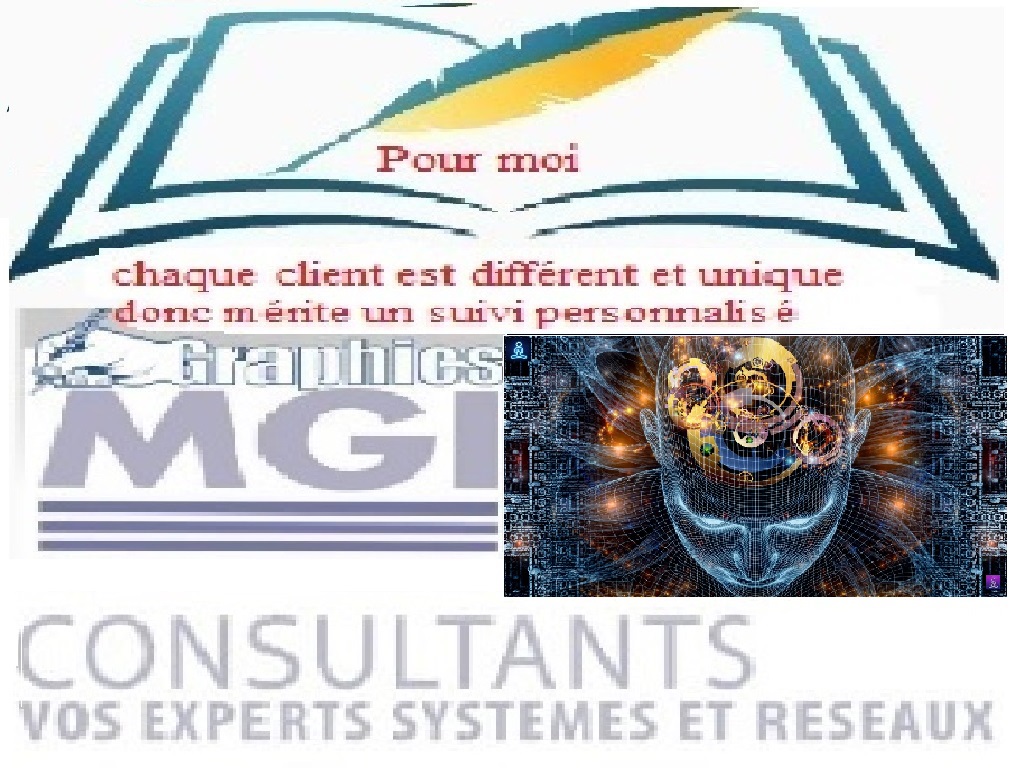 Pour moi
chaque client est différent et unique
donc mérite un suivi personnalisé
Graphics
MGI
CONSULTANTS
VOS EXPERTS SYSTEMES ET RESEAUX